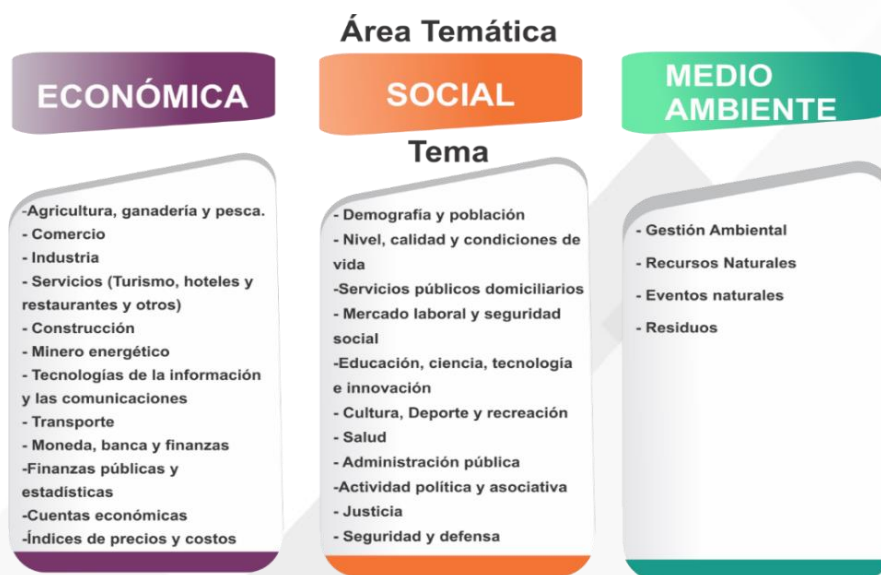 Área Temática
ECONÓMICA
SOCIAL
MEDIO
AMBIENTE
Tema
-Agricultura, ganadería y pesca.
- Comercio
- Industria
- Servicios (Turismo, hoteles y
restaurantes y otros)
- Construcción
- Minero energético
- Tecnologías de la información
y las comunicaciones
- Transporte
- Moneda, banca y finanzas
-Finanzas públicas y
estadísticas
-Cuentas económicas
-Índices de precios y costos
- Demografía y población
- Nivel, calidad y condiciones de
vida
-Servicios públicos domiciliarios
- Mercado laboral y seguridad
social
-Educación, ciencia, tecnología
e innovación
- Cultura, Deporte y recreación
- Salud
- Administración pública
-Actividad política y asociativa
- Justicia
- Seguridad y defensa
- Gestión Ambiental
- Recursos Naturales
- Eventos naturales
- Residuos